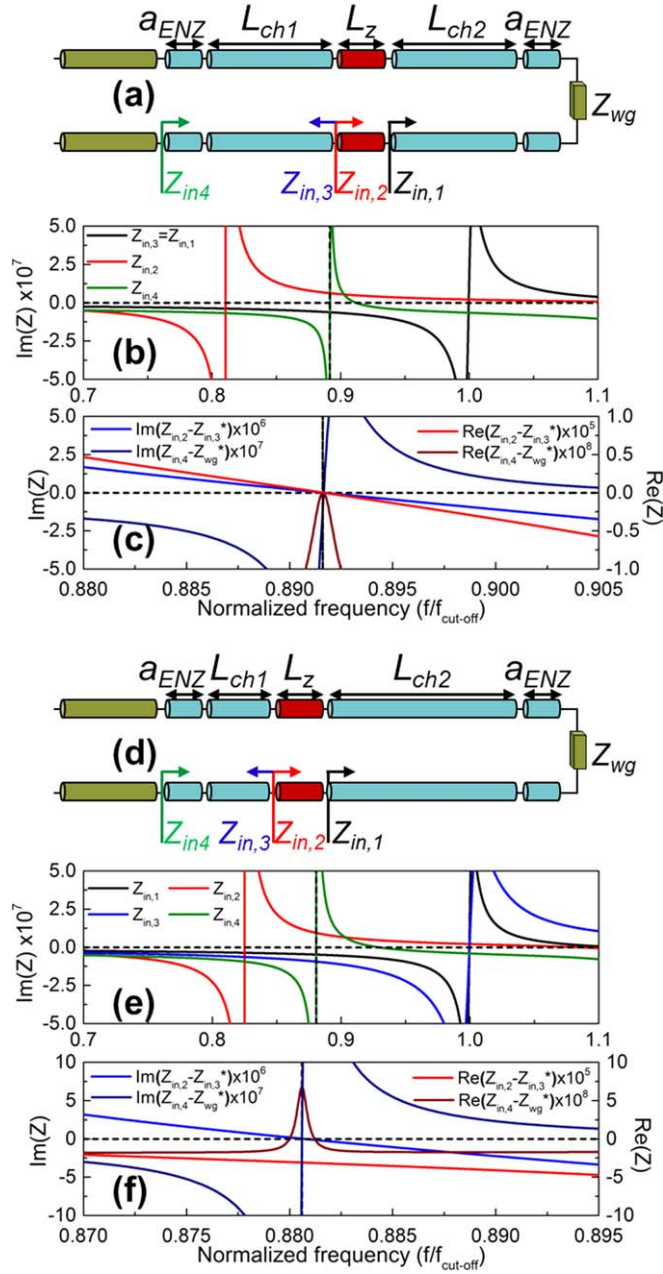 a_ENZ L_ch1 L_z L_ch2 a_ENZ
(a)
Z_wg
Z_in4 Z_in,3 Z_in,2 Z_in,1
5.0
2.5
0.0
-2.5
-5.0
Im(Z) x10^7
Z_in,3=Z_in,1
Z_in,2
Z_in,4
(b)
0.7 0.8 0.9 1.0 1.1
5.0
2.5
0.0
-2.5
-5.0
Im(Z)
Im(Z_in,2-Z_in,3^*)x10^6
Im(Z_in,4-Z_wg^*)x10^7
Re(Z_in,2-Z_in,3^*)x10^5
Re(Z_in,4-Z_wg^*)x10^8
1.0
0.5
0.0
-0.5
-1.0
Re(Z)
(c)
0.880 0.885 0.890 0.895 0.900 0.905
Normalized frequency (f/f_cut-off)
a_ENZ L_ch1 L_z L_ch2 a_ENZ
(d)
Z_wg
Z_in4 Z_in,3 Z_in,2 Z_in,1
5.0
2.5
0.0
-2.5
-5.0
Im(Z) x10^7
Z_in,1 Z_in,2
Z_in,3 Z_in,4
(e)
0.7 0.8 0.9 1.0 1.1
10
5
0
-5
-10
Im(Z)
Im(Z_in,2-Z_in,3^*)x10^6
Im(Z_in,4-Z_wg^*)x10^7
Re(Z_in,2-Z_in,3^*)x10^5
Re(Z_in,4-Z_wg^*)x10^8
10
5
0
-5
-10
Re(Z)
(f)
0.870 0.875 0.880 0.885 0.890 0.895
Normalized frequency (f/f_cut-off)